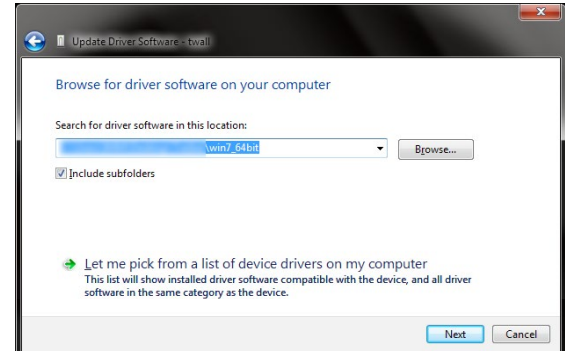 Update Driver Software - twall
Browse for driver software on your computer
Search for driver software in this location:
\win7_64bit
Browse...
Include subfolders
Let me pick from a list of device drivers on my computer
This list will show installed driver software compatible with the device, and all driver
software in the same category as the device.
Next Cancel